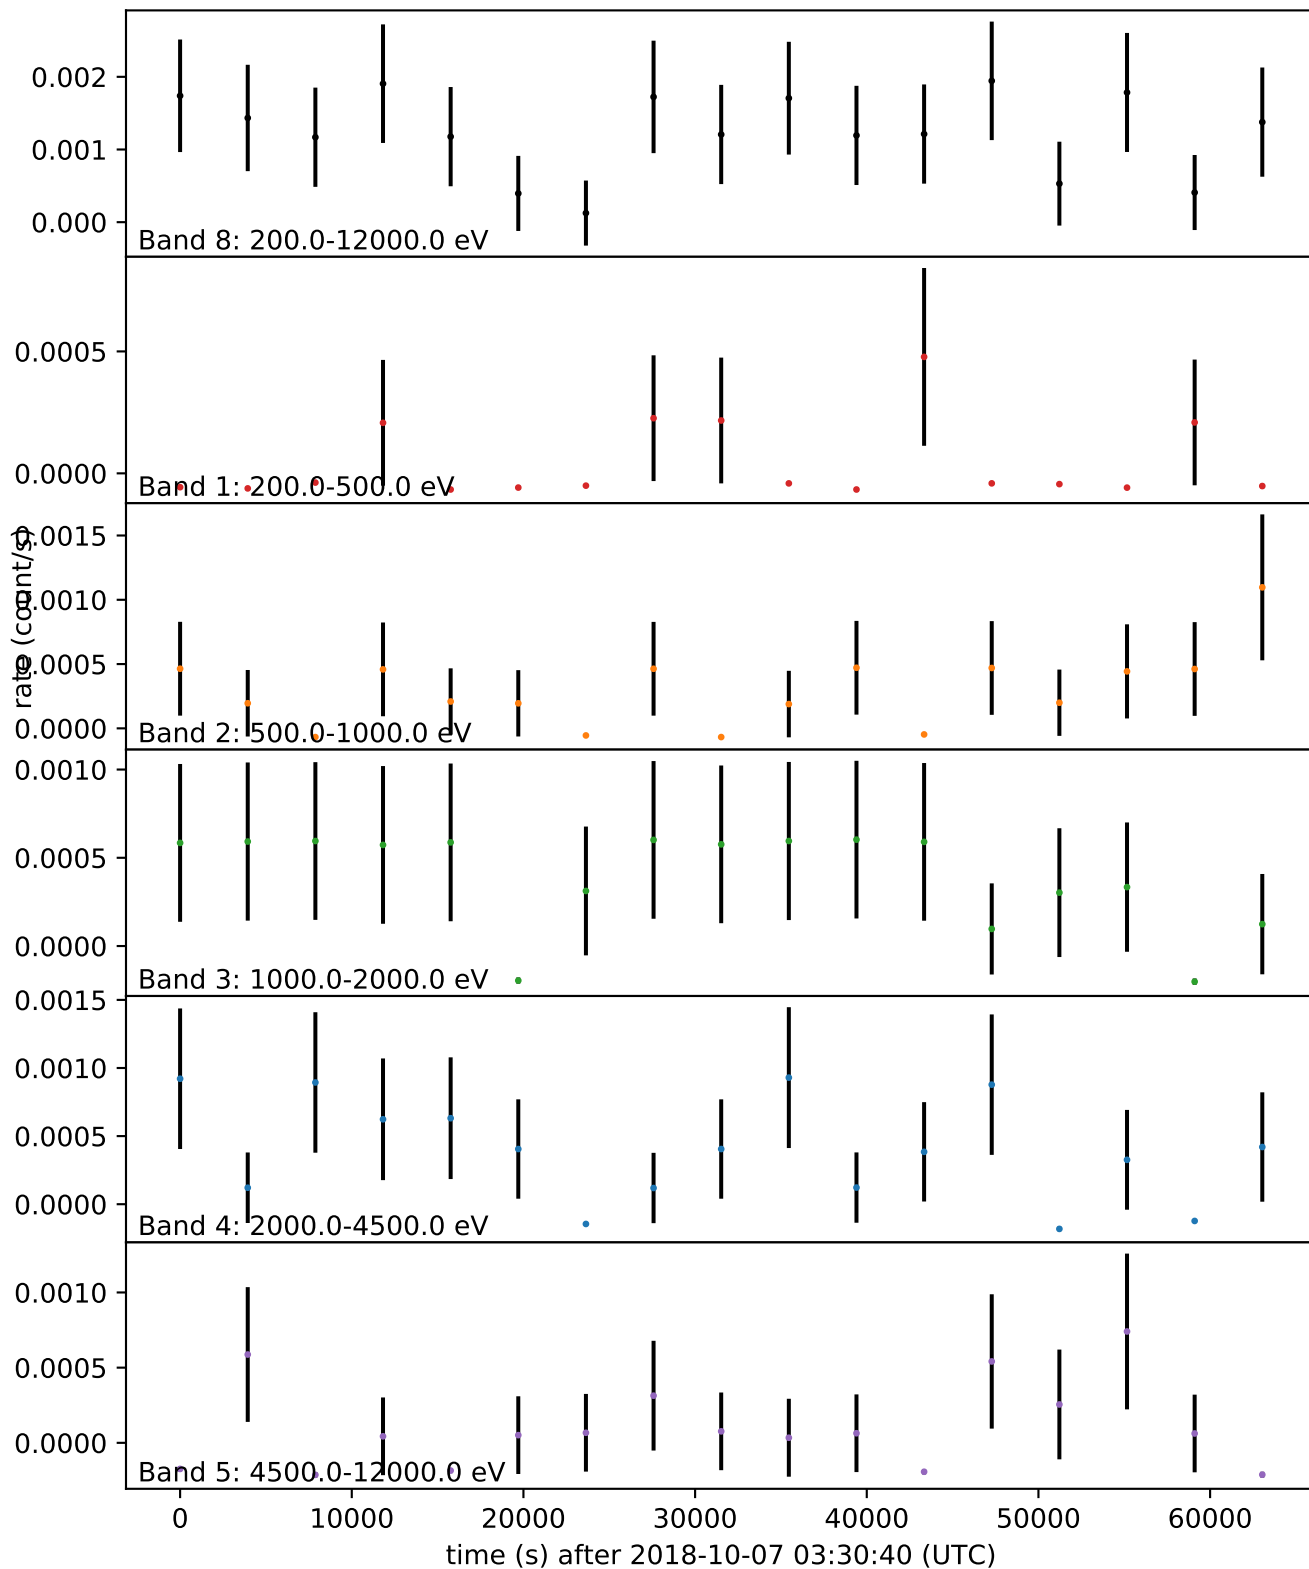 0.002
0.001
0.000
Band 8: 200.0-12000.0 eV
0.0005
0.0000
Band 1: 200.0-500.0 eV
rate (count/s)
0.0015
0.0010
0.0005
0.0000
Band 2: 500.0-1000.0 eV
0.0010
0.0005
0.0000
Band 3: 1000.0-2000.0 eV
0.0015
0.0010
0.0005
0.0000
Band 4: 2000.0-4500.0 eV
0.0010
0.0005
0.0000
Band 5: 4500.0-12000.0 eV
0 10000 20000 30000 40000 50000 60000
time (s) after 2018-10-07 03:30:40 (UTC)